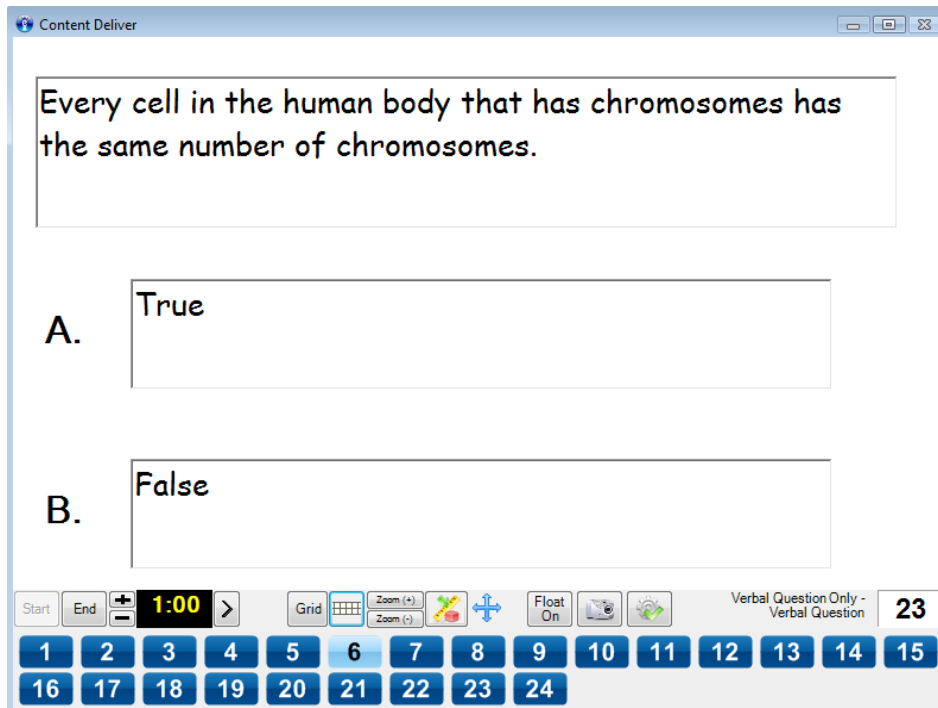 Content Deliver
Every cell in the human body that has chromosomes has
the same number of chromosomes.
A.
True
B.
False
Start
End
1:00
>
Grid
Zoom (+)
Zoom (-)
Float
On
Verbal Question Only -
Verbal Question
23
1 2 3 4 5 6 7 8 9 10 11 12 13 14 15
16 17 18 19 20 21 22 23 24